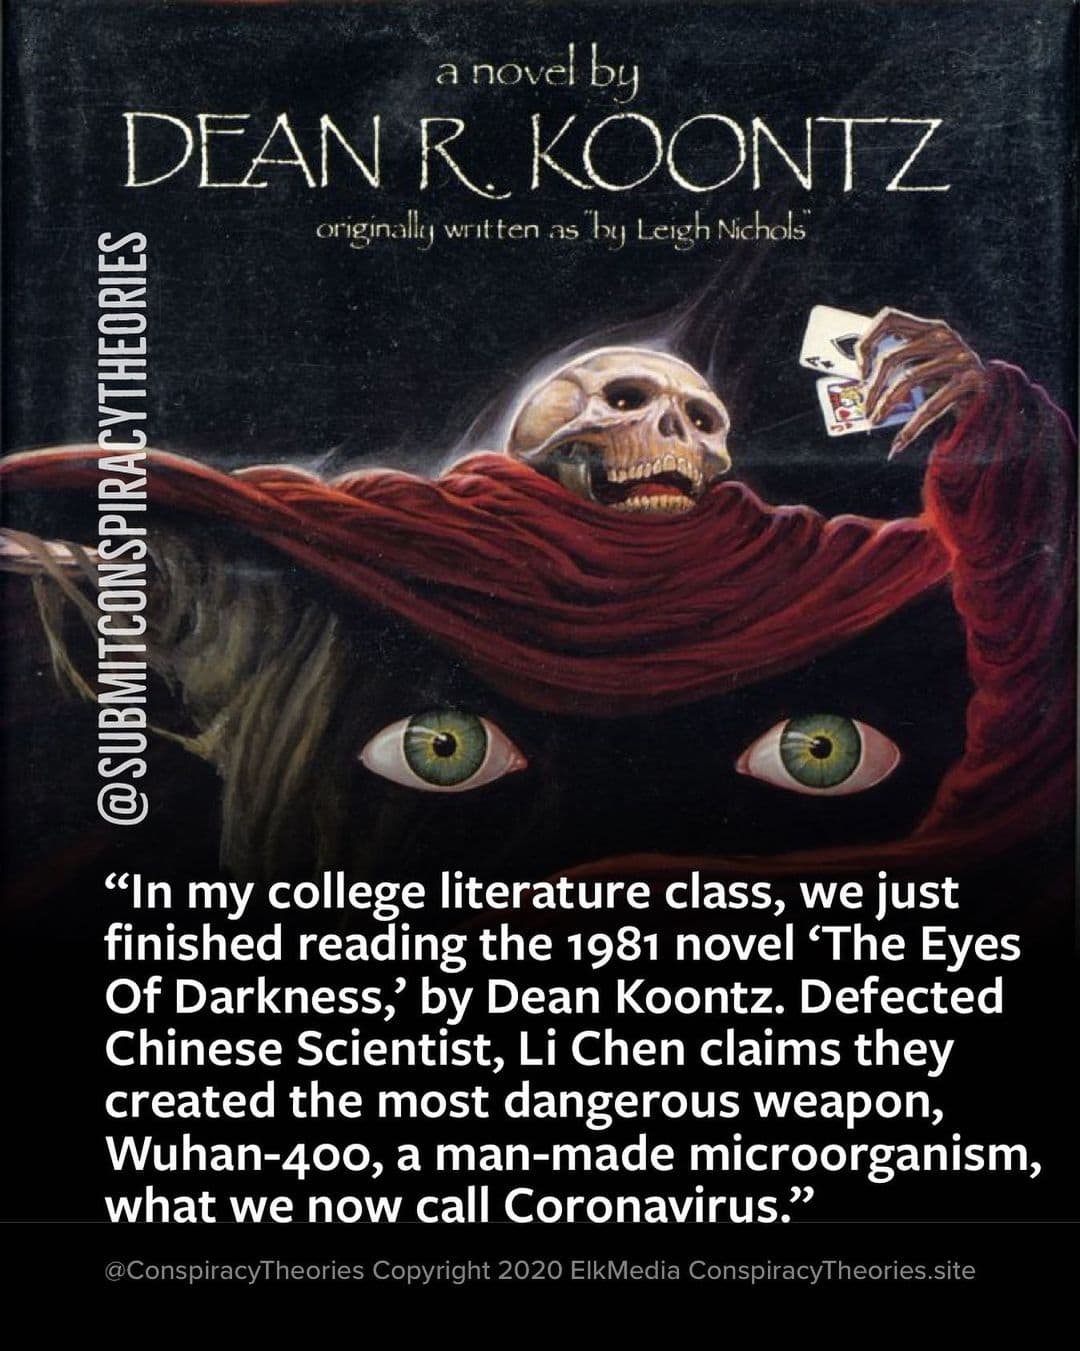 a novel by
DEAN R. KOONTZ
originally written as "by Leigh Nichols"
@SUBMITCONSPIRACYTHEORIES
A
J
“In my college literature class, we just
finished reading the 1981 novel ‘The Eyes
Of Darkness,’ by Dean Koontz. Defected
Chinese Scientist, Li Chen claims they
created the most dangerous weapon,
Wuhan-400, a man-made microorganism,
what we now call Coronavirus.”
@ConspiracyTheories Copyright 2020 ElkMedia ConspiracyTheories.site